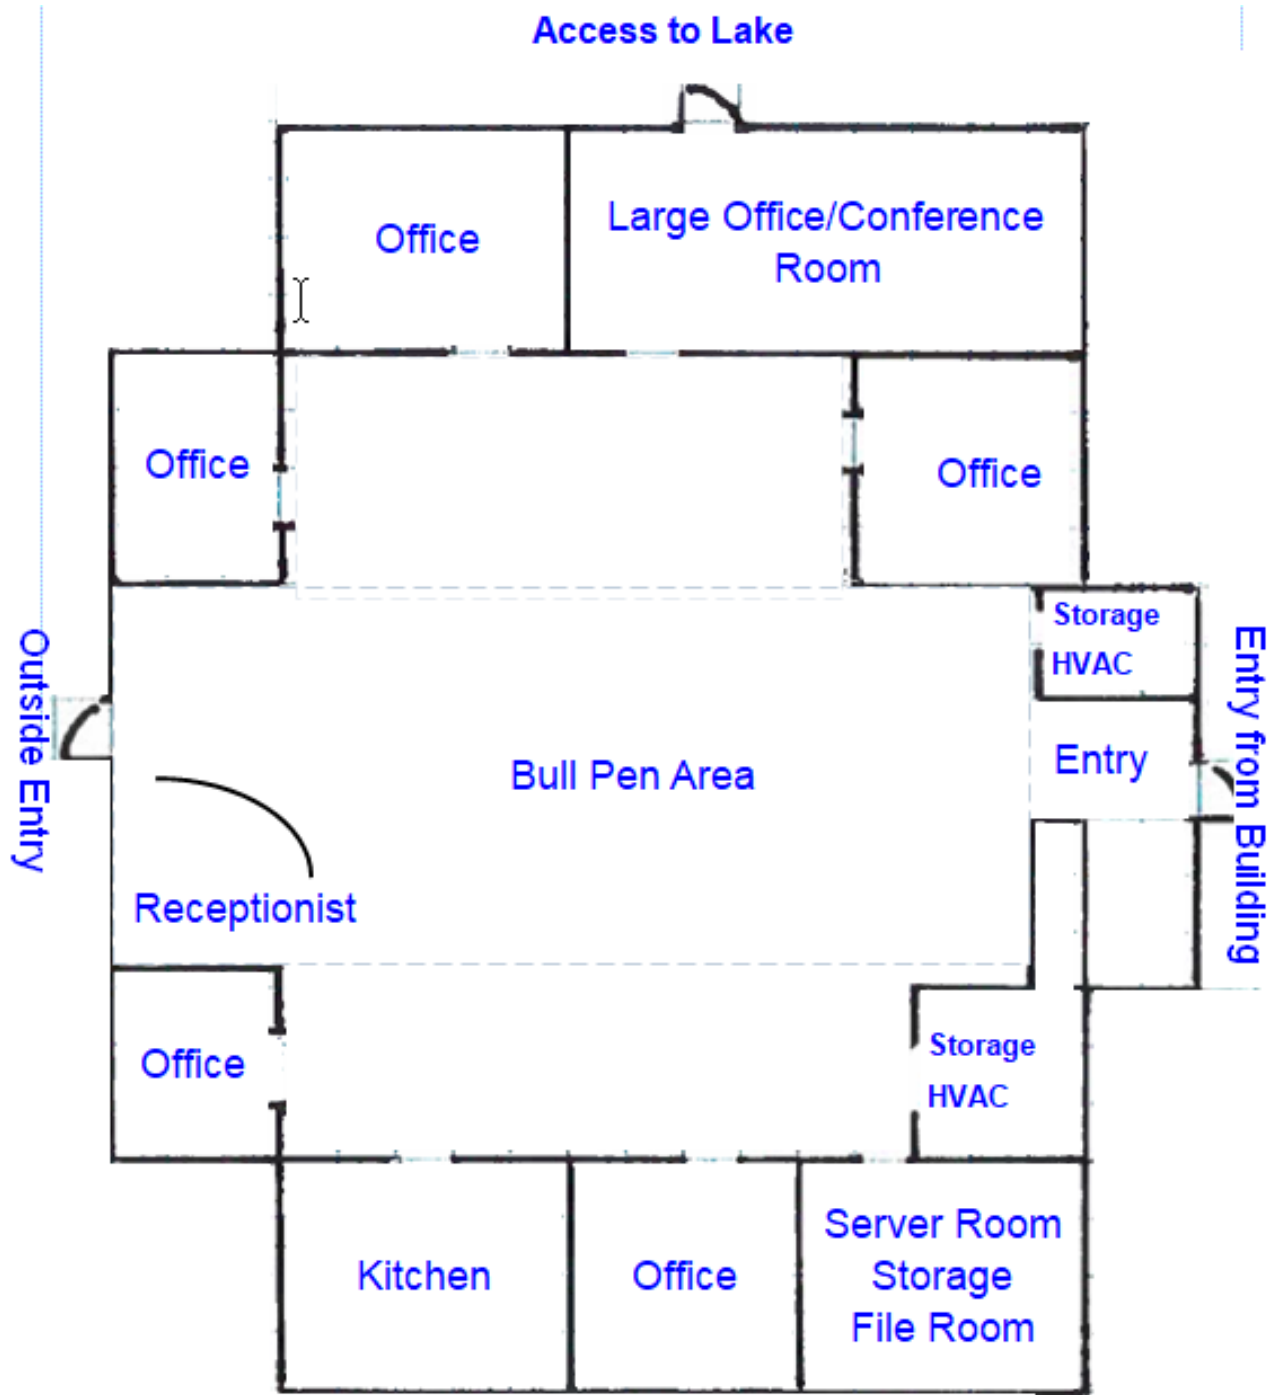 Access to Lake
Office
Large Office/Conference
Room
Office
Office
Storage
HVAC
Outside Entry
Entry from Building
Entry
Bull Pen Area
Receptionist
Office
Storage
HVAC
Kitchen
Office
Server Room
Storage
File Room